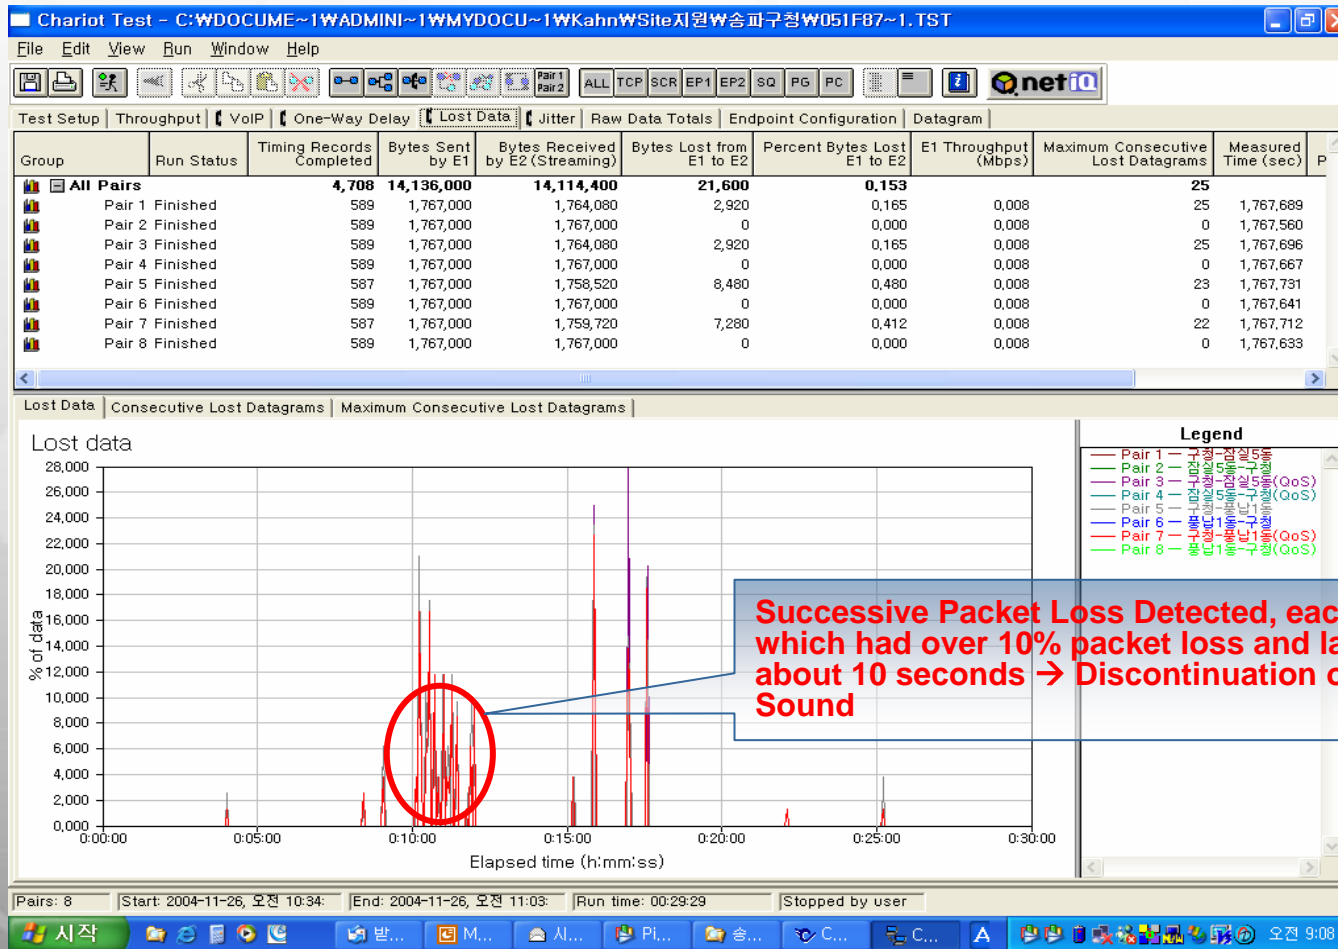 Chariot Test - C:₩DOCUME~1₩ADMINI~1₩MYDOCU~1₩Kahn₩Site지원₩송파구청₩051F87~1.TST
File Edit View Run Window Help
Pair 1 Pair 2 ALL TCP SCR EP1 EP2 SQ PG PC netIQ
Test Setup Throughput VoIP One-Way Delay Lost Data Jitter Raw Data Totals Endpoint Configuration Datagram
Group Run Status Timing Records Completed Bytes Sent by E1 Bytes Received by E2 (Streaming) Bytes Lost from E1 to E2 Percent Bytes Lost E1 to E2 E1 Throughput (Mbps) Maximum Consecutive Lost Datagrams Measured Time (sec) P
All Pairs 4,708 14,136,000 14,114,400 21,600 0,153 25
Pair 1 Finished 589 1,767,000 1,764,080 2,920 0,165 0,008 25 1,767,689
Pair 2 Finished 589 1,767,000 1,767,000 0 0,000 0,008 0 1,767,560
Pair 3 Finished 589 1,767,000 1,764,080 2,920 0,165 0,008 25 1,767,696
Pair 4 Finished 589 1,767,000 1,767,000 0 0,000 0,008 0 1,767,667
Pair 5 Finished 587 1,767,000 1,758,520 8,480 0,480 0,008 23 1,767,731
Pair 6 Finished 589 1,767,000 1,767,000 0 0,000 0,008 0 1,767,641
Pair 7 Finished 587 1,767,000 1,759,720 7,280 0,412 0,008 22 1,767,712
Pair 8 Finished 589 1,767,000 1,767,000 0 0,000 0,008 0 1,767,633
Lost Data Consecutive Lost Datagrams Maximum Consecutive Lost Datagrams
Lost data
28,000
26,000
24,000
22,000
20,000
18,000
16,000
14,000
12,000
10,000
8,000
6,000
4,000
2,000
0,000
% of data
0:00:00 0:05:00 0:10:00 0:15:00 0:20:00 0:25:00 0:30:00
Elapsed time (h:mm:ss)
Legend
Pair 1 — 구청-잠실5동
Pair 2 — 잠실5동-구청
Pair 3 — 구청-잠실5동(QoS)
Pair 4 — 잠실5동-구청(QoS)
Pair 5 — 구청-풍납1동
Pair 6 — 풍납1동-구청
Pair 7 — 구청-풍납1동(QoS)
Pair 8 — 풍납1동-구청(QoS)
Successive Packet Loss Detected, eac
which had over 10% packet loss and la
about 10 seconds → Discontinuation o
Sound
Pairs: 8 Start: 2004-11-26, 오전 10:34: End: 2004-11-26, 오전 11:03: Run time: 00:29:29 Stopped by user
시작 받... M... 시... Pi... 송... C... C... A 오전 9:08